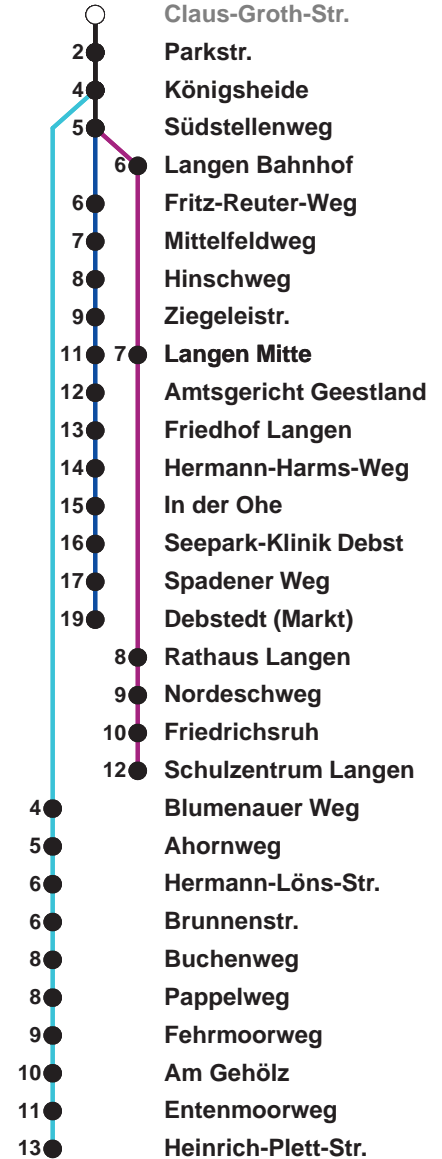 Claus-Groth-Str.
2 Parkstr.
4 Königsheide
5 Südstellenweg
6 Langen Bahnhof
6 Fritz-Reuter-Weg
7 Mittelfeldweg
8 Hinschweg
9 Ziegeleistr.
11 7 Langen Mitte
12 Amtsgericht Geestland
13 Friedhof Langen
14 Hermann-Harms-Weg
15 In der Ohe
16 Seepark-Klinik Debst
17 Spadener Weg
19 Debstedt (Markt)
8 Rathaus Langen
9 Nordeschweg
10 Friedrichsruh
12 Schulzentrum Langen
4 Blumenauer Weg
5 Ahornweg
6 Hermann-Löns-Str.
6 Brunnenstr.
8 Buchenweg
8 Pappelweg
9 Fehrmoorweg
10 Am Gehölz
11 Entenmoorweg
13 Heinrich-Plett-Str.